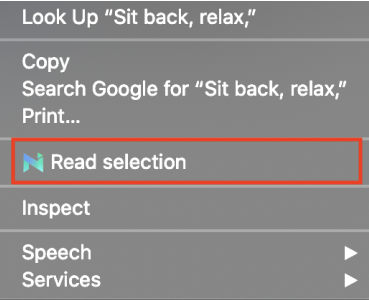 Look Up “Sit back, relax,”
Copy
Search Google for “Sit back, relax,”
Print...
Read selection
Inspect
Speech
Services